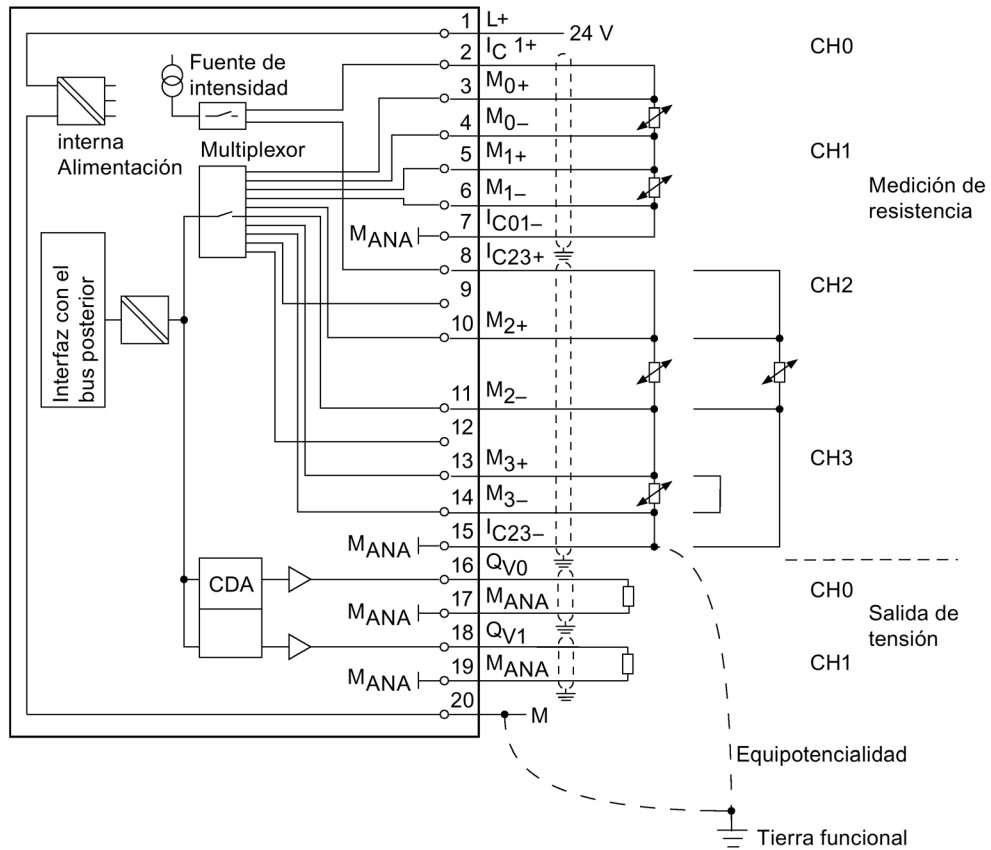 1 L+
24 V
2 IC 1+
CH0
Fuente de
intensidad
3 M0+
4 M0–
interna
Alimentación
Multiplexor
5 M1+
CH1
6 M1–
Medición de
resistencia
7 IC01–
MANA
8 IC23+
9
CH2
10 M2+
Interfaz con el
bus posterior
11 M2–
12
13 M3+
CH3
14 M3–
15 IC23–
MANA
16 QV0
CDA
CH0
17 MANA
MANA
Salida de
tensión
18 QV1
19 MANA
CH1
MANA
20
M
Equipotencialidad
Tierra funcional